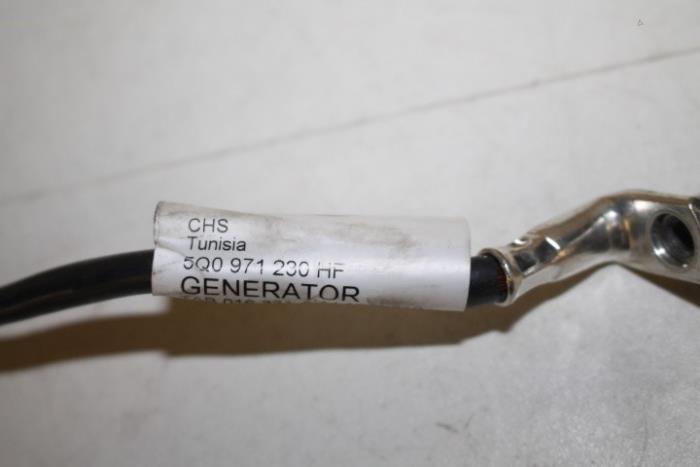 CHS
Tunisia
5Q0 971 230 HF
GENERATOR